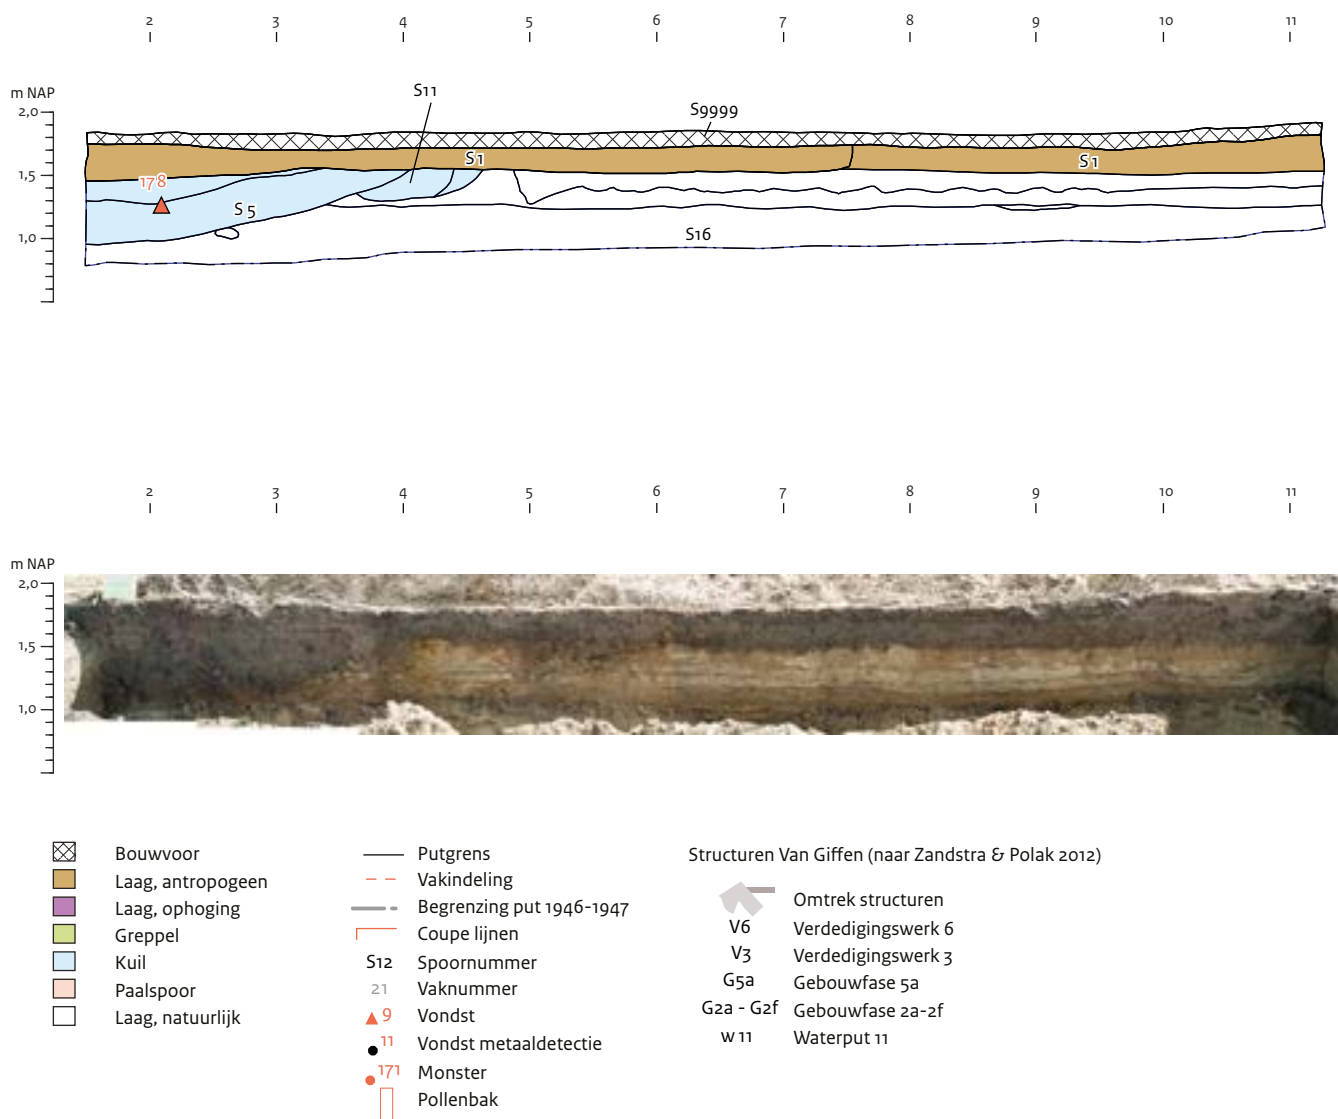 2 3 4 5 6 7 8 9 10 11
m NAP
2,0
1,5
1,0
S11
S9999
S1
S1
178
S 5
S16
2 3 4 5 6 7 8 9 10 11
m NAP
2,0
1,5
1,0
Bouwvoor
Laag, antropogeen
Laag, ophoging
Greppel
Kuil
Paalspoor
Laag, natuurlijk
Putgrens
Vakindeling
Begrenzing put 1946-1947
Coupe lijnen
S12 Spoornummer
21 Vaknummer
9 Vondst
11 Vondst metaaldetectie
171 Monster
Pollenbak
Structuren Van Giffen (naar Zandstra & Polak 2012)
Omtrek structuren
V6 Verdedigingswerk 6
V3 Verdedigingswerk 3
G5a Gebouwfase 5a
G2a - G2f Gebouwfase 2a-2f
w 11 Waterput 11